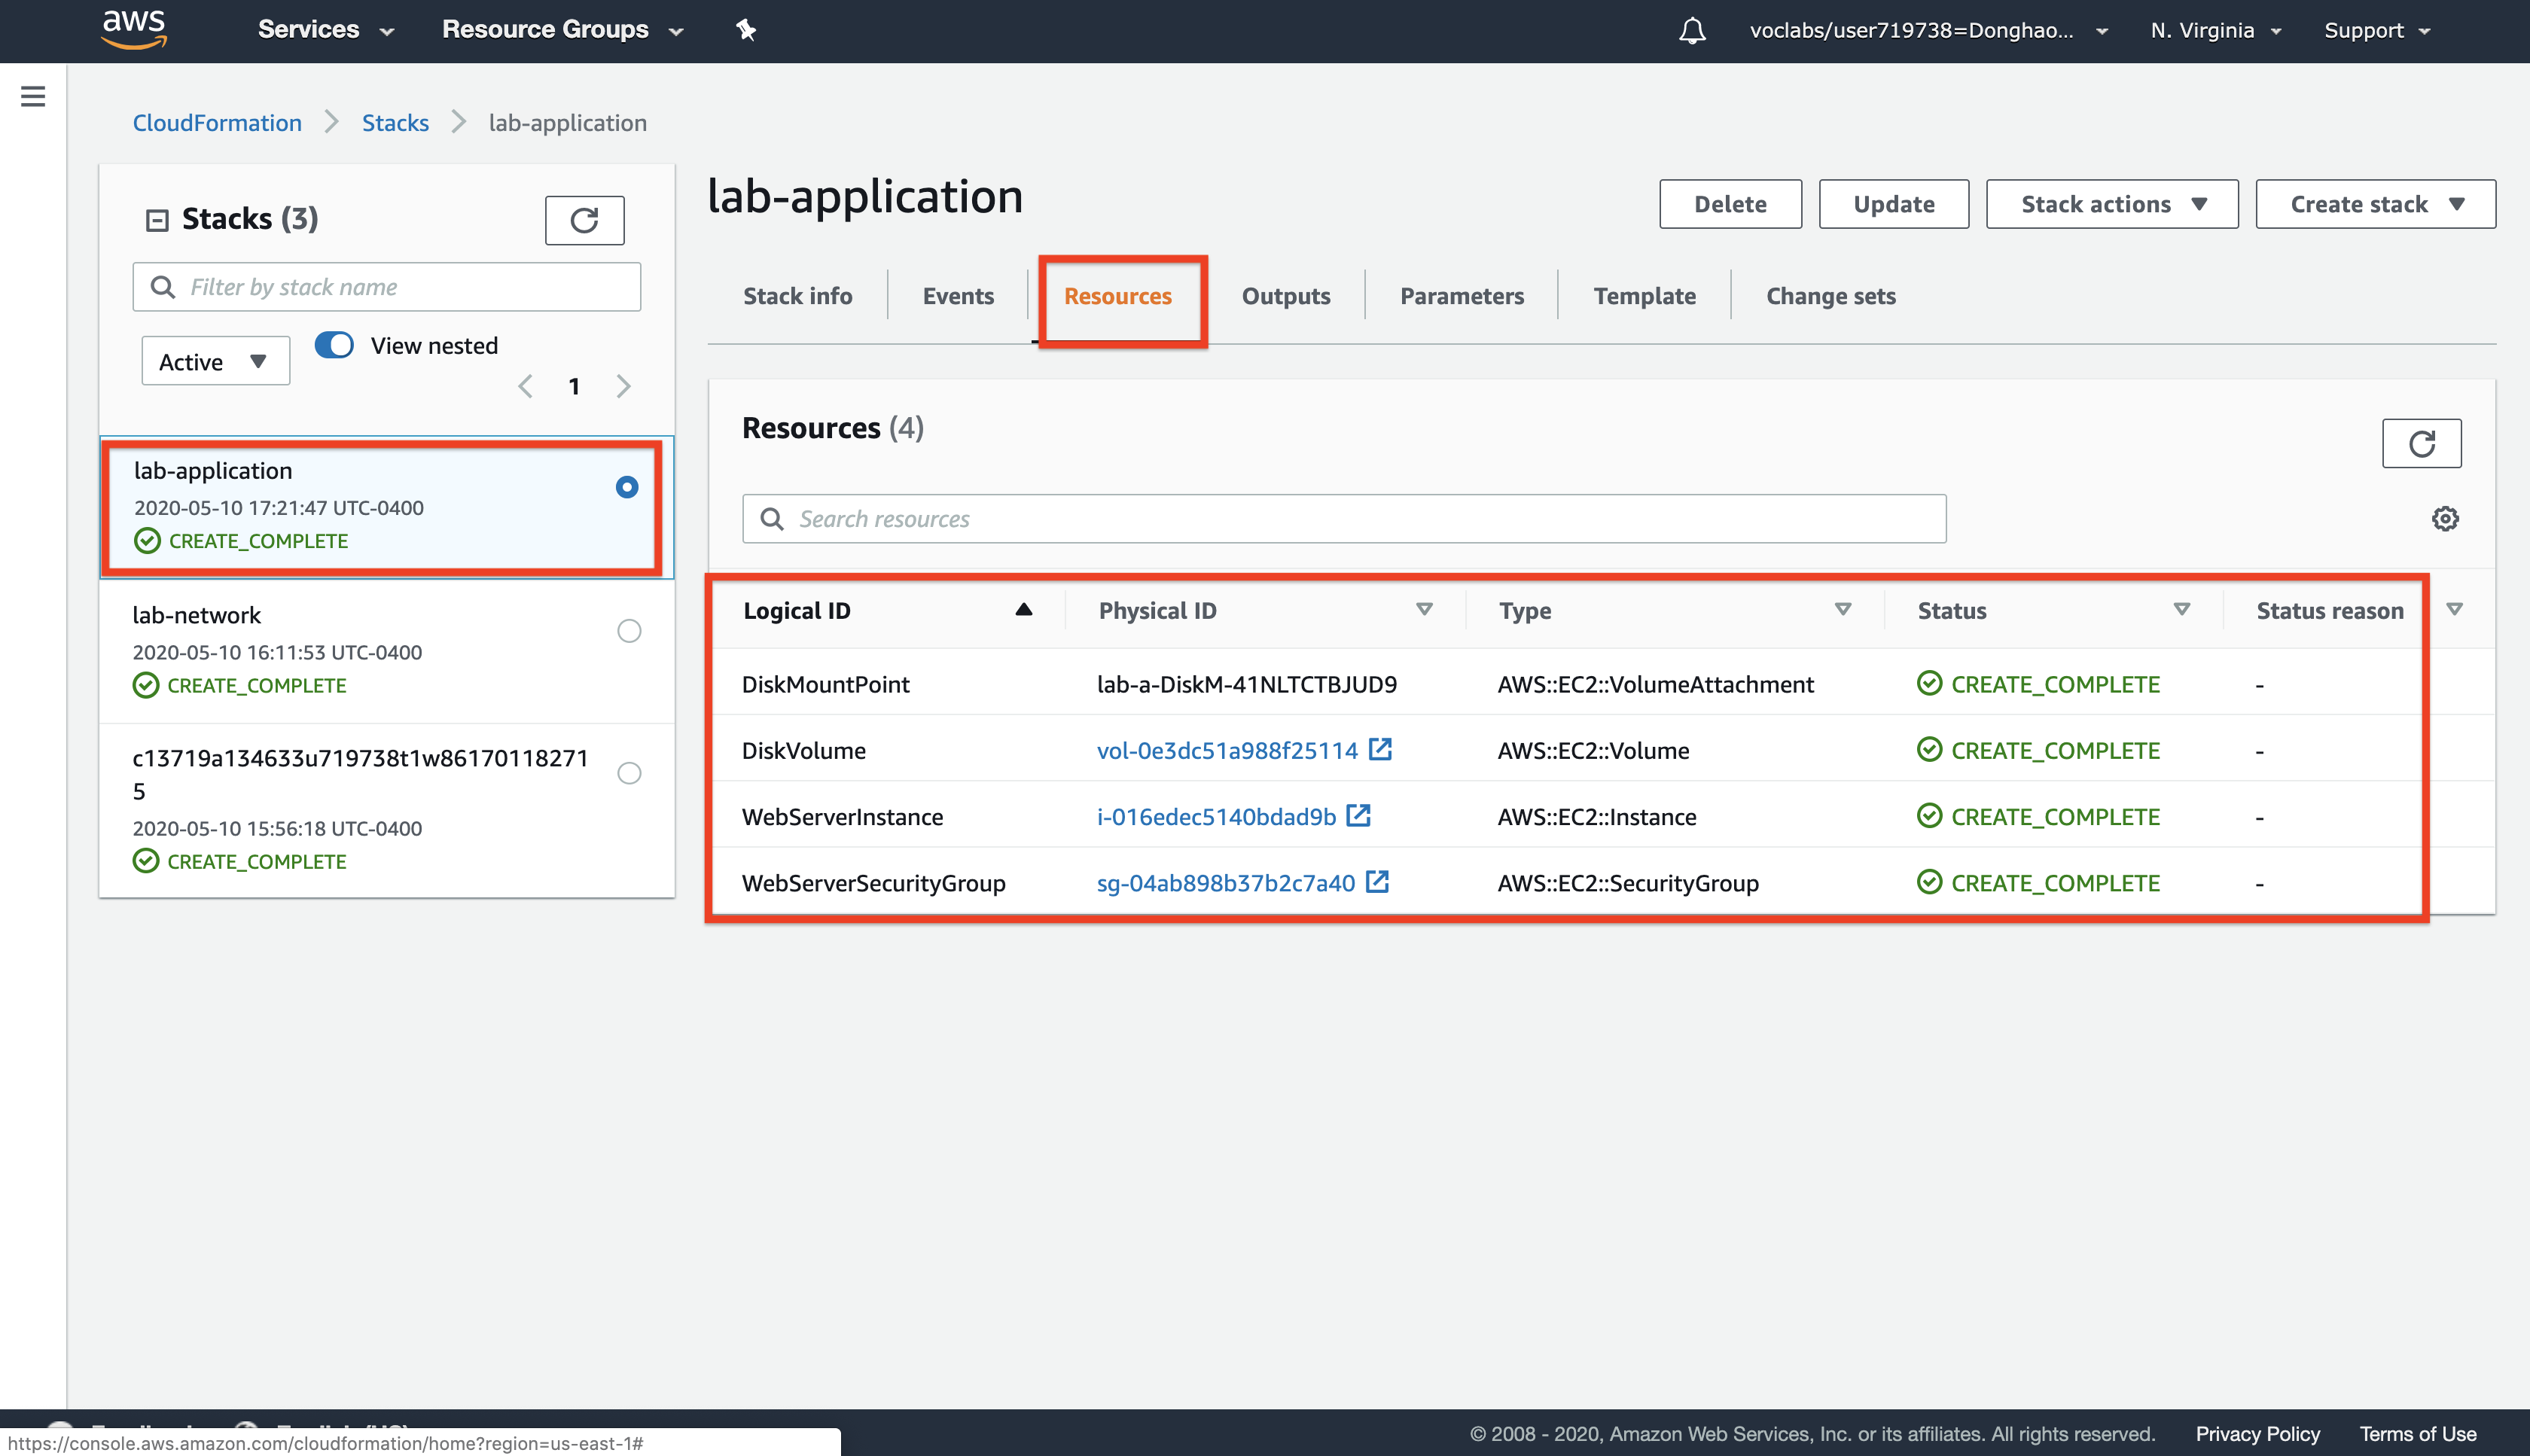 aws Services Resource Groups voclabs/user719738=Donghao... N. Virginia Support
CloudFormation Stacks lab-application
Stacks (3)
Filter by stack name
Active View nested
1
lab-application
2020-05-10 17:21:47 UTC-0400
CREATE_COMPLETE
lab-network
2020-05-10 16:11:53 UTC-0400
CREATE_COMPLETE
c13719a134633u719738t1w86170118271
5
2020-05-10 15:56:18 UTC-0400
CREATE_COMPLETE
lab-application
Delete Update Stack actions Create stack
Stack info Events Resources Outputs Parameters Template Change sets
Resources (4)
Search resources
Logical ID Physical ID Type Status Status reason
DiskMountPoint lab-a-DiskM-41NLTCTBJUD9 AWS::EC2::VolumeAttachment CREATE_COMPLETE -
DiskVolume vol-0e3dc51a988f25114 AWS::EC2::Volume CREATE_COMPLETE -
WebServerInstance i-016edec5140bdad9b AWS::EC2::Instance CREATE_COMPLETE -
WebServerSecurityGroup sg-04ab898b37b2c7a40 AWS::EC2::SecurityGroup CREATE_COMPLETE -
© 2008 - 2020, Amazon Web Services, Inc. or its affiliates. All rights reserved. Privacy Policy Terms of Use
https://console.aws.amazon.com/cloudformation/home?region=us-east-1#